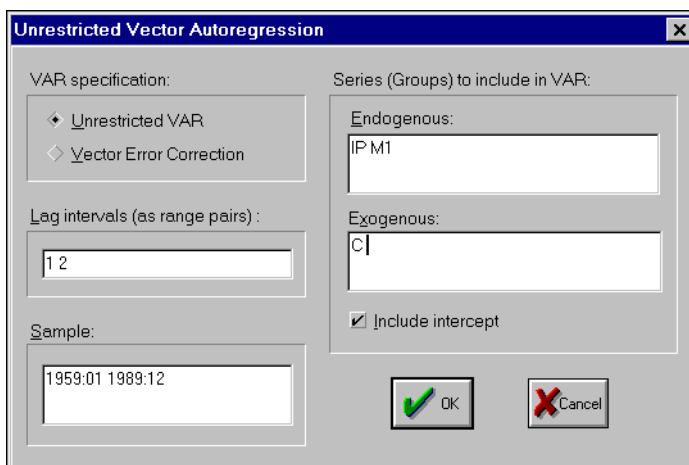 Unrestricted Vector Autoregression
VAR specification:
Unrestricted VAR
Vector Error Correction
Lag intervals (as range pairs) :
1 2
Sample:
1959:01 1989:12
Series (Groups) to include in VAR:
Endogenous:
IP M1
Exogenous:
C
Include intercept
OK
Cancel